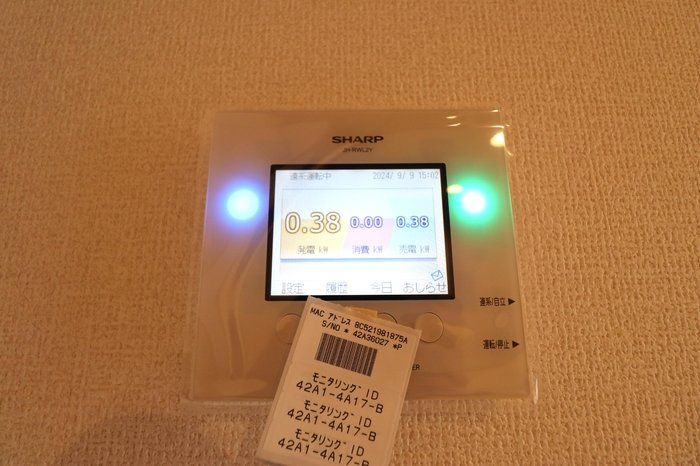 SHARP
JH-RWL2Y
連系運転中 2024/ 9/ 9 15:02
0.38 0.00 0.38
発電 kW 消費 kW 売電 kW
設定 履歴 今日 おしらせ
連系/自立 ▶
運転/停止 ▶
MAC アドレス 8C521981875A
S/NO * 42A36027 *P
モニタリング ID
42A1-4A17-B
モニタリング ID
42A1-4A17-B
モニタリング ID
42A1-4A17-B